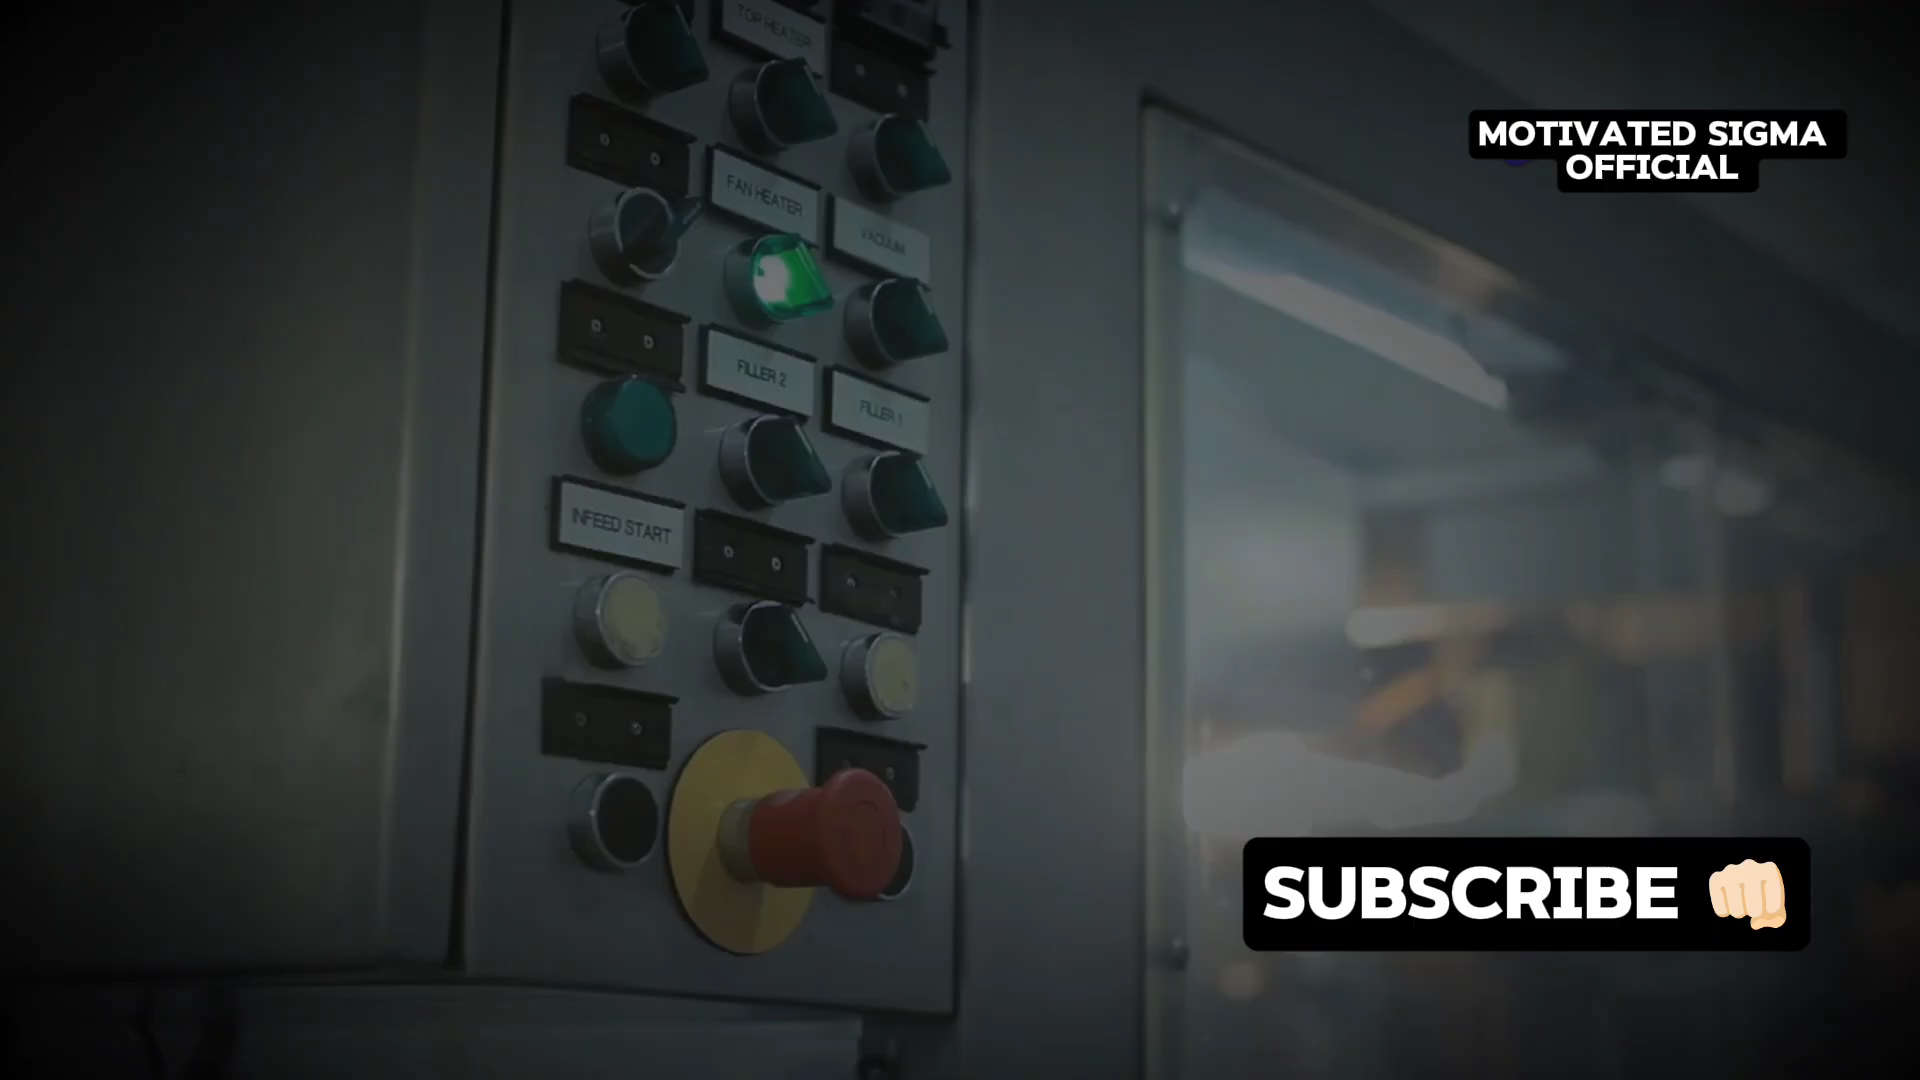 TOP HEATER
MOTIVATED SIGMA
OFFICIAL
FAN HEATER
VACUUM
FILLER 2
FILLER 1
INFEED START
SUBSCRIBE